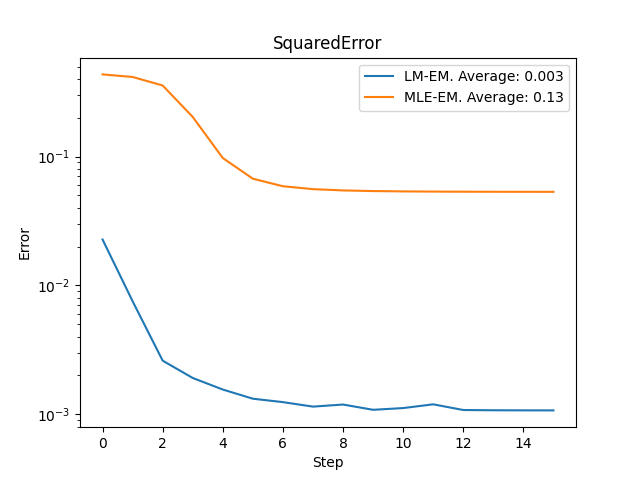 SquaredError
LM-EM. Average: 0.003
MLE-EM. Average: 0.13
10⁻¹
10⁻²
10⁻³
Error
0 2 4 6 8 10 12 14
Step